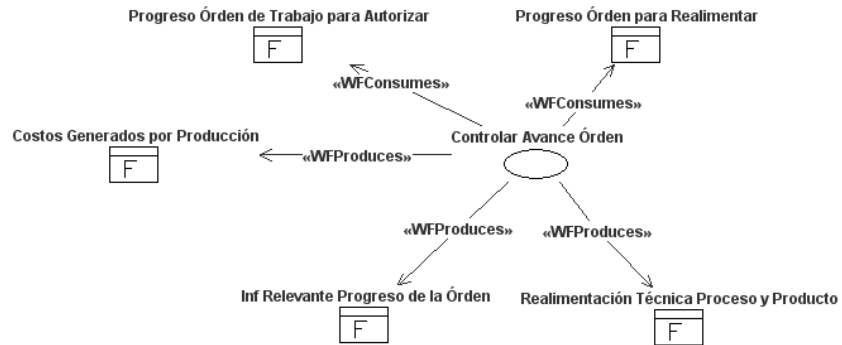 Progreso Órden de Trabajo para Autorizar
Progreso Órden para Realimentar
F
F
«WFConsumes»
«WFConsumes»
Costos Generados por Producción
Controlar Avance Órden
F
«WFProduces»
«WFProduces»
«WFProduces»
Inf Relevante Progreso de la Órden
Realimentación Técnica Proceso y Producto
F
F